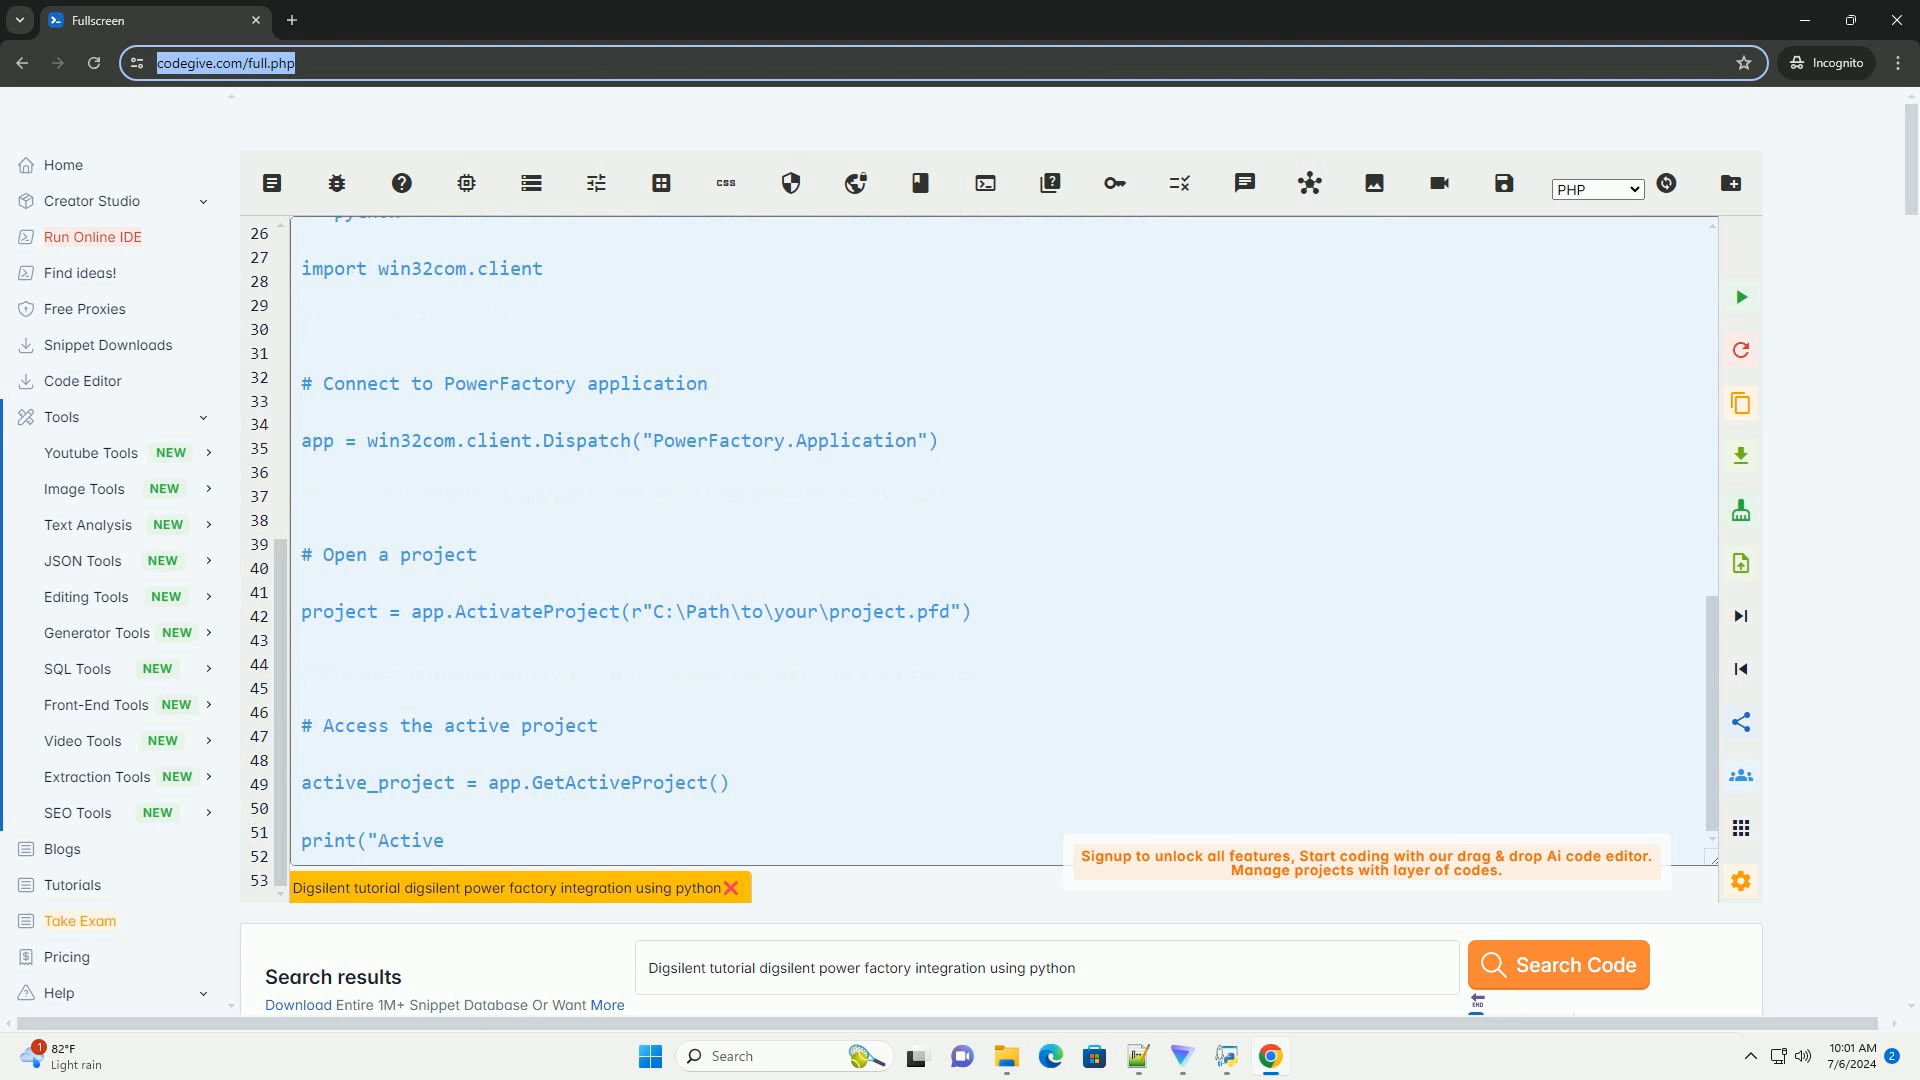 Fullscreen
codegive.com/full.php
Incognito
Home
Creator Studio
Run Online IDE
Find ideas!
Free Proxies
Snippet Downloads
Code Editor
Tools
Youtube Tools NEW
Image Tools NEW
Text Analysis NEW
JSON Tools NEW
Editing Tools NEW
Generator Tools NEW
SQL Tools NEW
Front-End Tools NEW
Video Tools NEW
Extraction Tools NEW
SEO Tools NEW
Blogs
Tutorials
Take Exam
Pricing
Help
css
PHP
26
27
28
29
30
31
32
33
34
35
36
37
38
39
40
41
42
43
44
45
46
47
48
49
50
51
52
53
import win32com.client
# Connect to PowerFactory application
app = win32com.client.Dispatch("PowerFactory.Application")
# Open a project
project = app.ActivateProject(r"C:\Path\to\your\project.pfd")
# Access the active project
active_project = app.GetActiveProject()
print("Active
Signup to unlock all features, Start coding with our drag & drop Ai code editor.
Manage projects with layer of codes.
Digsilent tutorial digsilent power factory integration using python
Search results
Digsilent tutorial digsilent power factory integration using python
Search Code
Download Entire 1M+ Snippet Database Or Want More
END
1
82°F
Light rain
Search
10:01 AM
7/6/2024
2